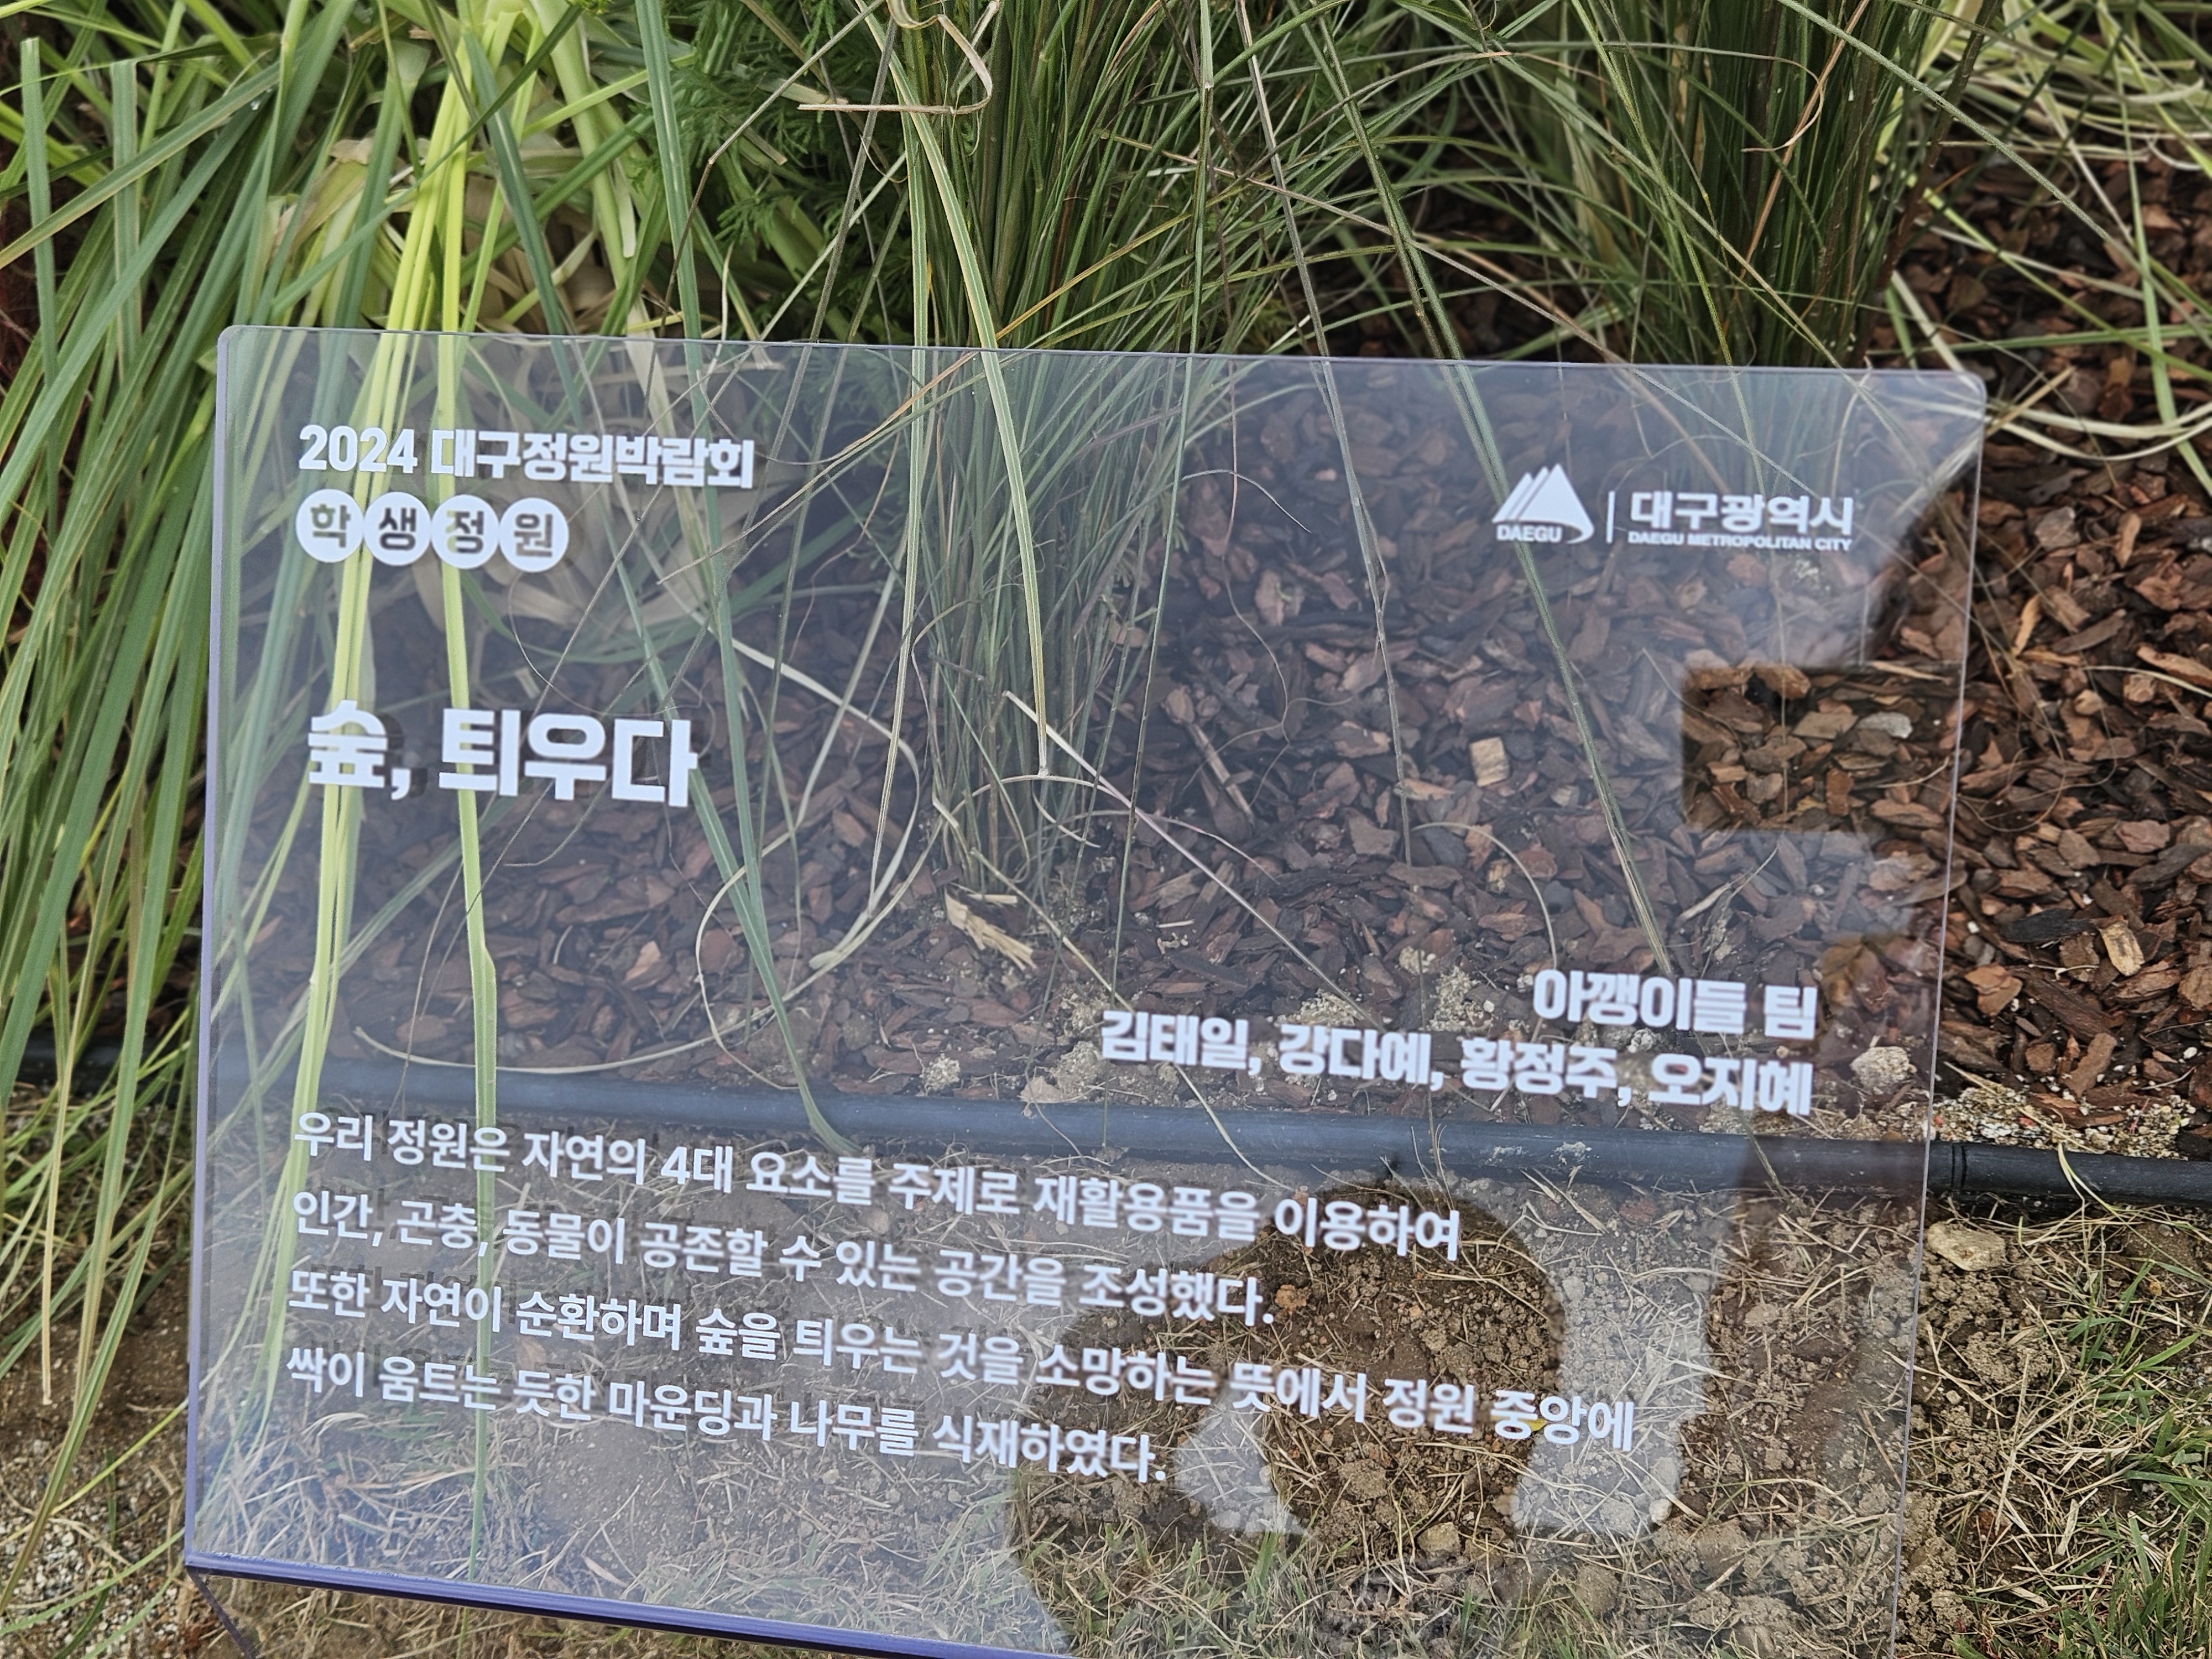 2024 대구정원박람회
학생정원
DAEGU
대구광역시
DAEGU METROPOLITAN CITY
숲, 틔우다
아깽이들 팀
김태일, 강다예, 황정주, 오지혜
우리 정원은 자연의 4대 요소를 주제로 재활용품을 이용하여
인간, 곤충, 동물이 공존할 수 있는 공간을 조성했다.
또한 자연이 순환하며 숲을 틔우는 것을 소망하는 뜻에서 정원 중앙에
싹이 움트는 듯한 마운딩과 나무를 식재하였다.